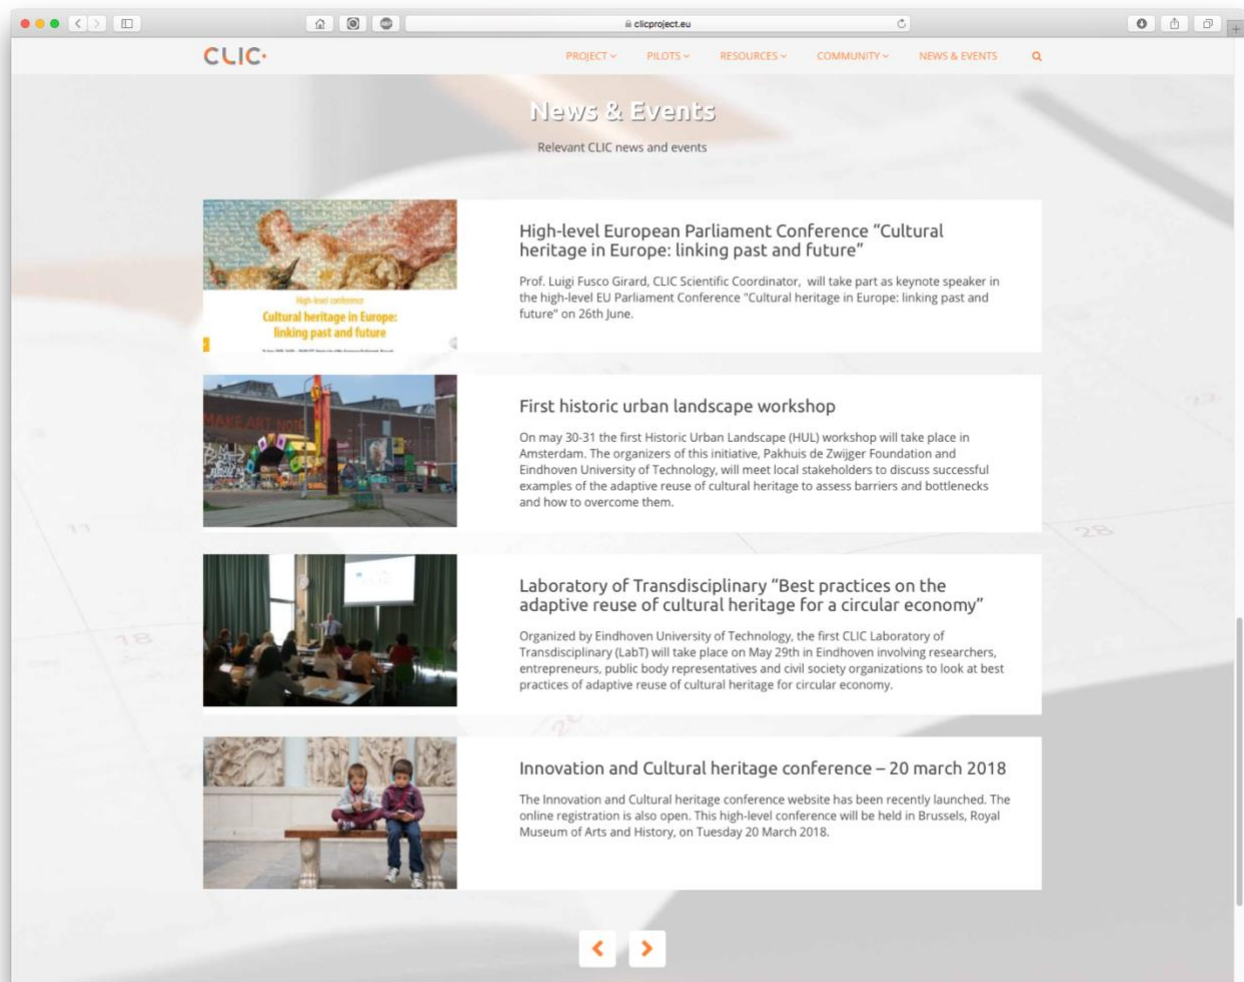 clicproject.eu
CLIC
PROJECT
PILOTS
RESOURCES
COMMUNITY
NEWS & EVENTS
News & Events
Relevant CLIC news and events
High-level conference
Cultural heritage in Europe:
linking past and future
High-level European Parliament Conference “Cultural
heritage in Europe: linking past and future”
Prof. Luigi Fusco Girard, CLIC Scientific Coordinator, will take part as keynote speaker in
the high-level EU Parliament Conference "Cultural heritage in Europe: linking past and
future" on 26th June.
MAKE ART NOT
First historic urban landscape workshop
On may 30-31 the first Historic Urban Landscape (HUL) workshop will take place in
Amsterdam. The organizers of this initiative, Pakhuis de Zwijger Foundation and
Eindhoven University of Technology, will meet local stakeholders to discuss successful
examples of the adaptive reuse of cultural heritage to assess barriers and bottlenecks
and how to overcome them.
11
28
Laboratory of Transdisciplinary “Best practices on the
adaptive reuse of cultural heritage for a circular economy”
Organized by Eindhoven University of Technology, the first CLIC Laboratory of
Transdisciplinary (LabT) will take place on May 29th in Eindhoven involving researchers,
entrepreneurs, public body representatives and civil society organizations to look at best
practices of adaptive reuse of cultural heritage for circular economy.
18
Innovation and Cultural heritage conference – 20 march 2018
The Innovation and Cultural heritage conference website has been recently launched. The
online registration is also open. This high-level conference will be held in Brussels, Royal
Museum of Arts and History, on Tuesday 20 March 2018.